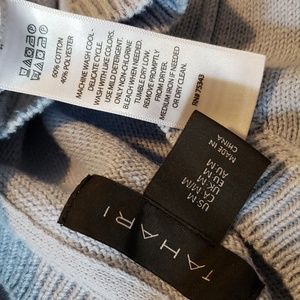 60% COTTON
40% POLYESTER
MACHINE WASH COOL-
DELICATE CYCLE.
WASH WITH LIKE COLORS.
USE MILD DETERGENT.
ONLY NON-CHLORINE
BLEACH WHEN NEEDED.
TUMBLE DRY LOW.
REMOVE PROMPTLY
FROM DRYER.
MEDIUM IRON IF NEEDED
OR DRY CLEAN.
RN# 75343
US M
CA M/M
UK M
EU M
AU M
MADE IN
CHINA
TAHARI